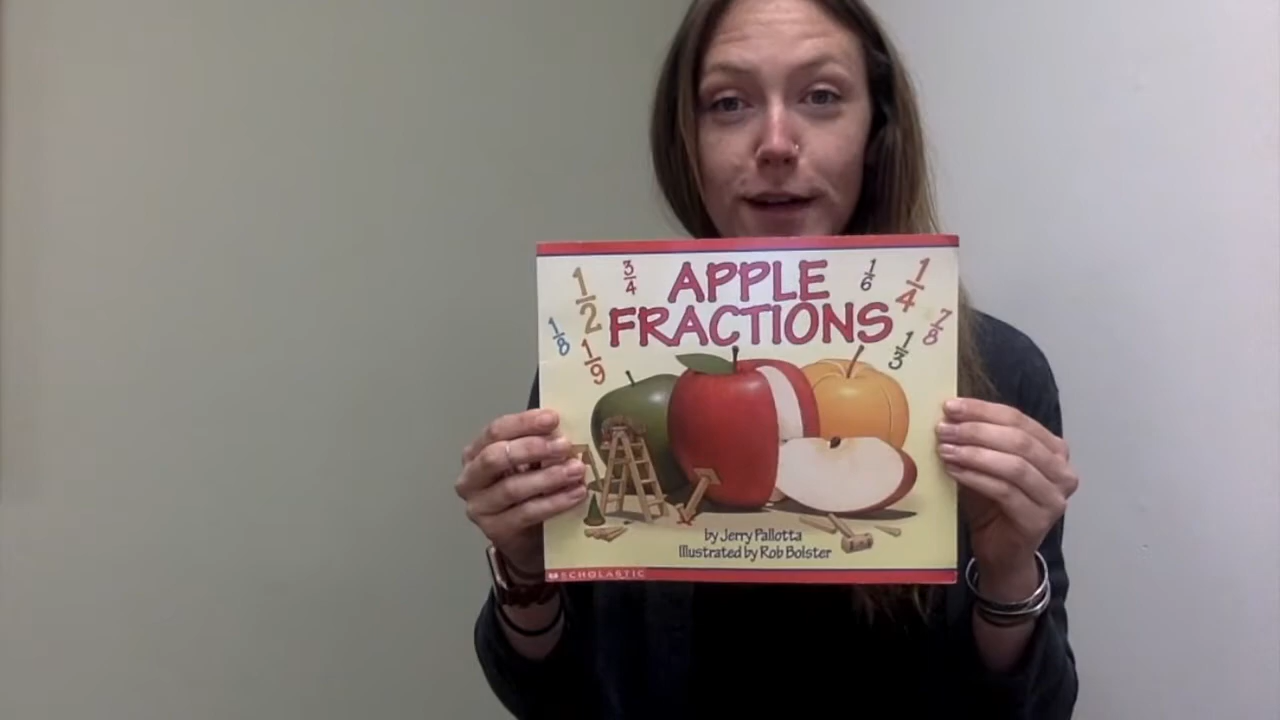 APPLE
FRACTIONS
1/2
3/4
1/6
1/4
1/8
1/9
1/3
7/8
by Jerry Pallotta
Illustrated by Rob Bolster
SCHOLASTIC